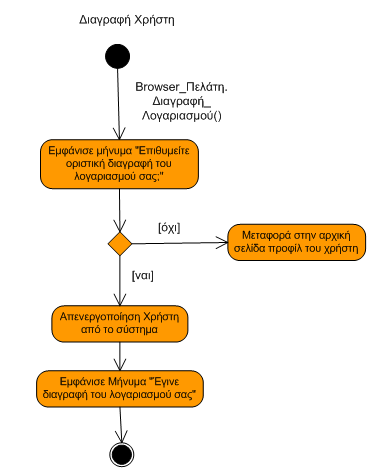 Διαγραφή Χρήστη
Browser_Πελάτη.
Διαγραφή_
Λογαριασμού()
Εμφάνισε μήνυμα "Επιθυμείτε
οριστική διαγραφή του
λογαριασμού σας;"
[όχι]
Μεταφορά στην αρχική
σελίδα προφίλ του χρήστη
[ναι]
Απενεργοποίηση Χρήστη
από το σύστημα
Εμφάνισε Μήνυμα "Έγινε
διαγραφή του λογαριασμού σας"